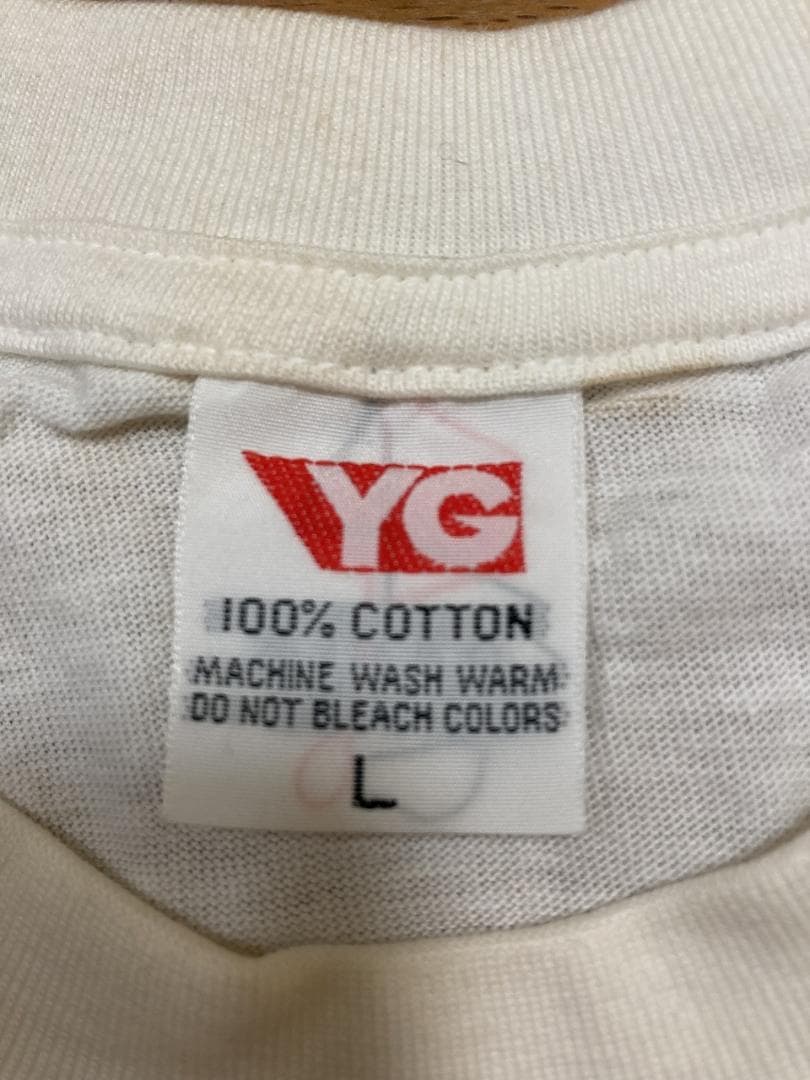 YG
100% COTTON
MACHINE WASH WARM
DO NOT BLEACH COLORS
L